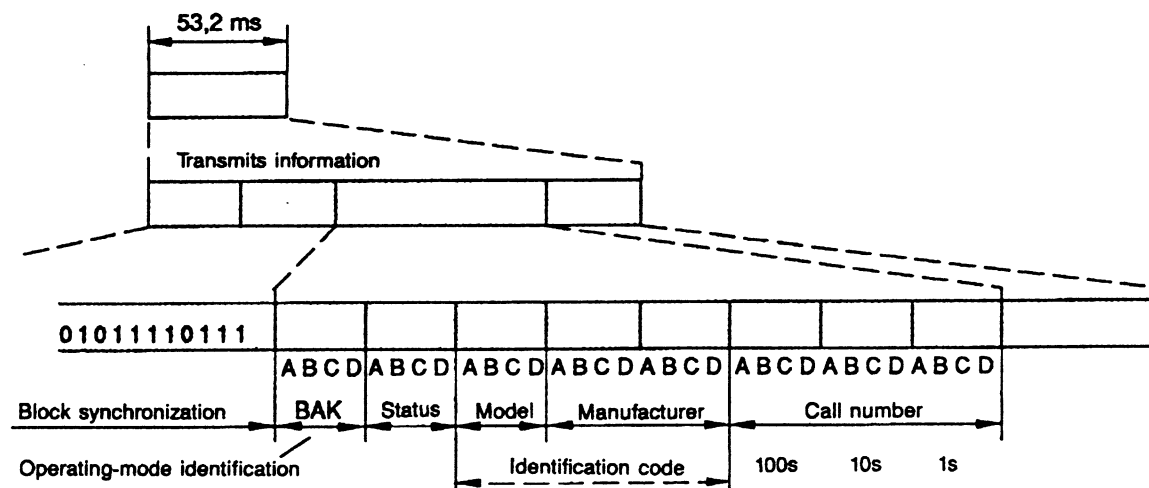 53,2 ms
Transmits information
01011110111
A B C D A B C D A B C D A B C D A B C D A B C D A B C D A B C D
Block synchronization BAK Status Model Manufacturer Call number
Operating-mode identification Identification code 100s 10s 1s